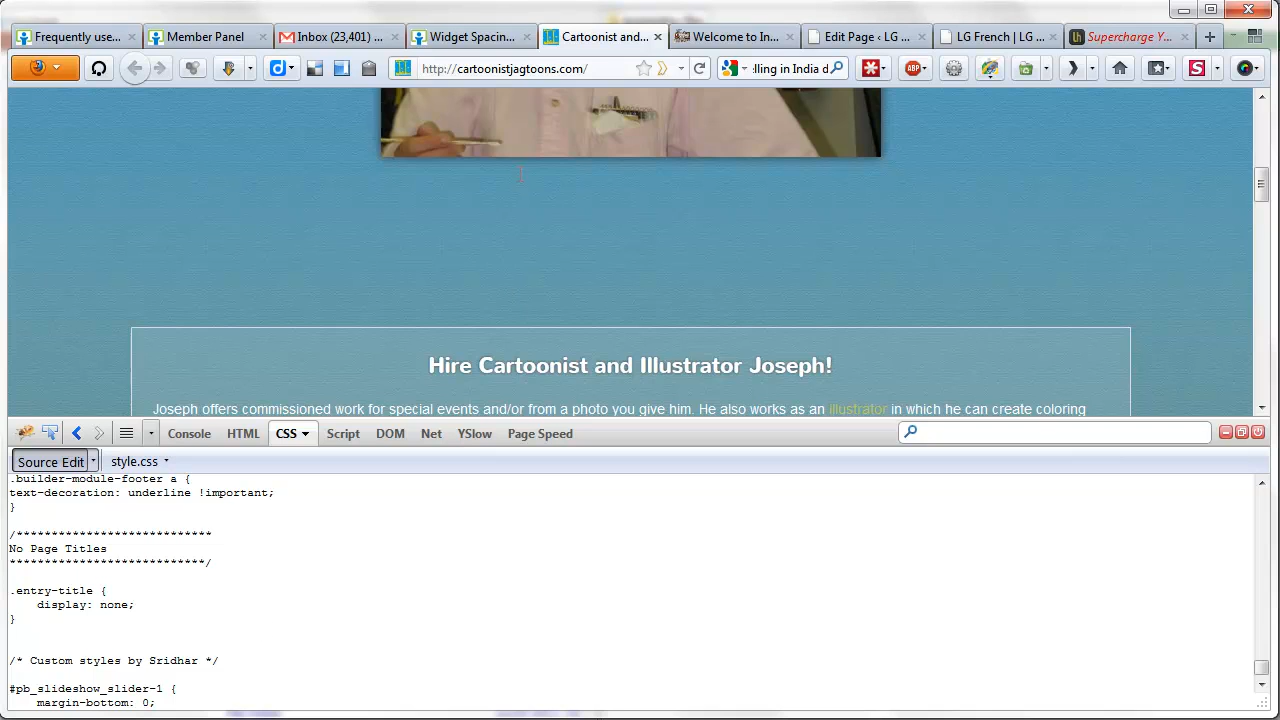 Frequently use...
Member Panel
Inbox (23,401) ...
Widget Spacin...
Cartoonist and...
Welcome to In...
Edit Page ‹ LG ...
LG French | LG ...
Supercharge Y...
http://cartoonistjagtoons.com/
lling in India d
Hire Cartoonist and Illustrator Joseph!
Joseph offers commissioned work for special events and/or from a photo you give him. He also works as an illustrator in which he can create coloring
Console HTML CSS Script DOM Net YSlow Page Speed
Source Edit style.css
.builder-module-footer a {
text-decoration: underline !important;
}
/***************************
No Page Titles
***************************/
.entry-title {
display: none;
}
/* Custom styles by Sridhar */
#pb_slideshow_slider-1 {
margin-bottom: 0;